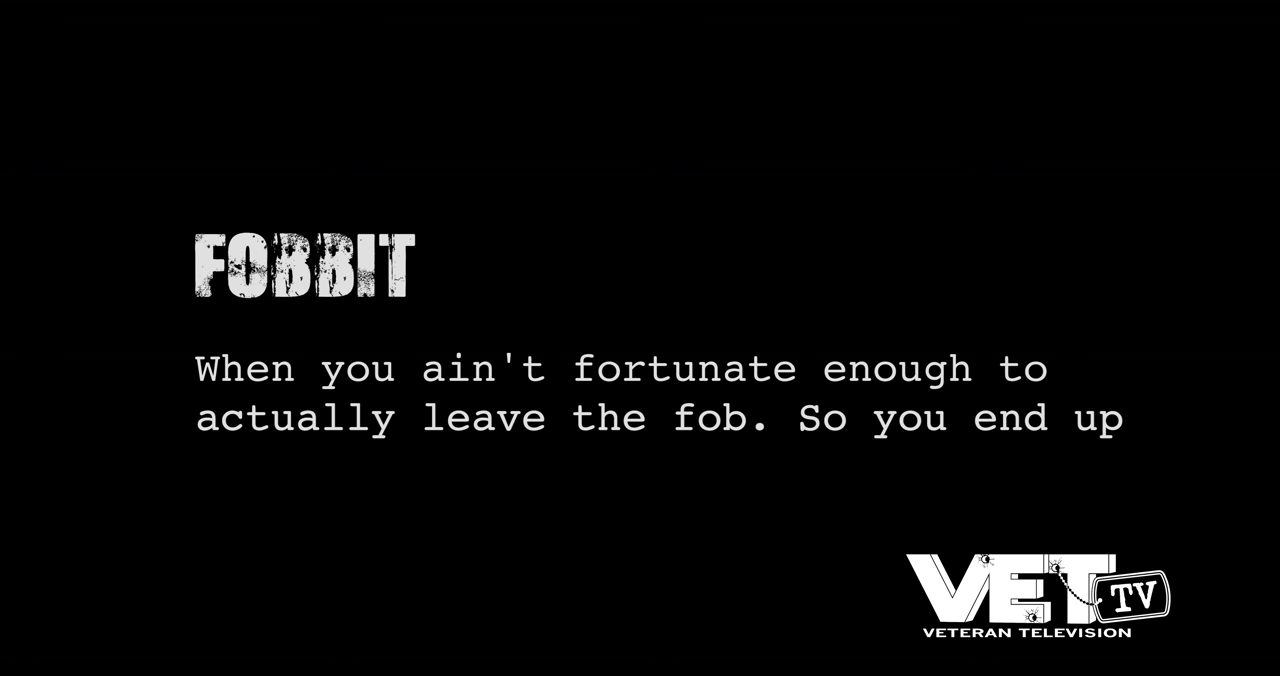 FOBBIT
When you ain't fortunate enough to
actually leave the fob. So you end up
VET TV
VETERAN TELEVISION